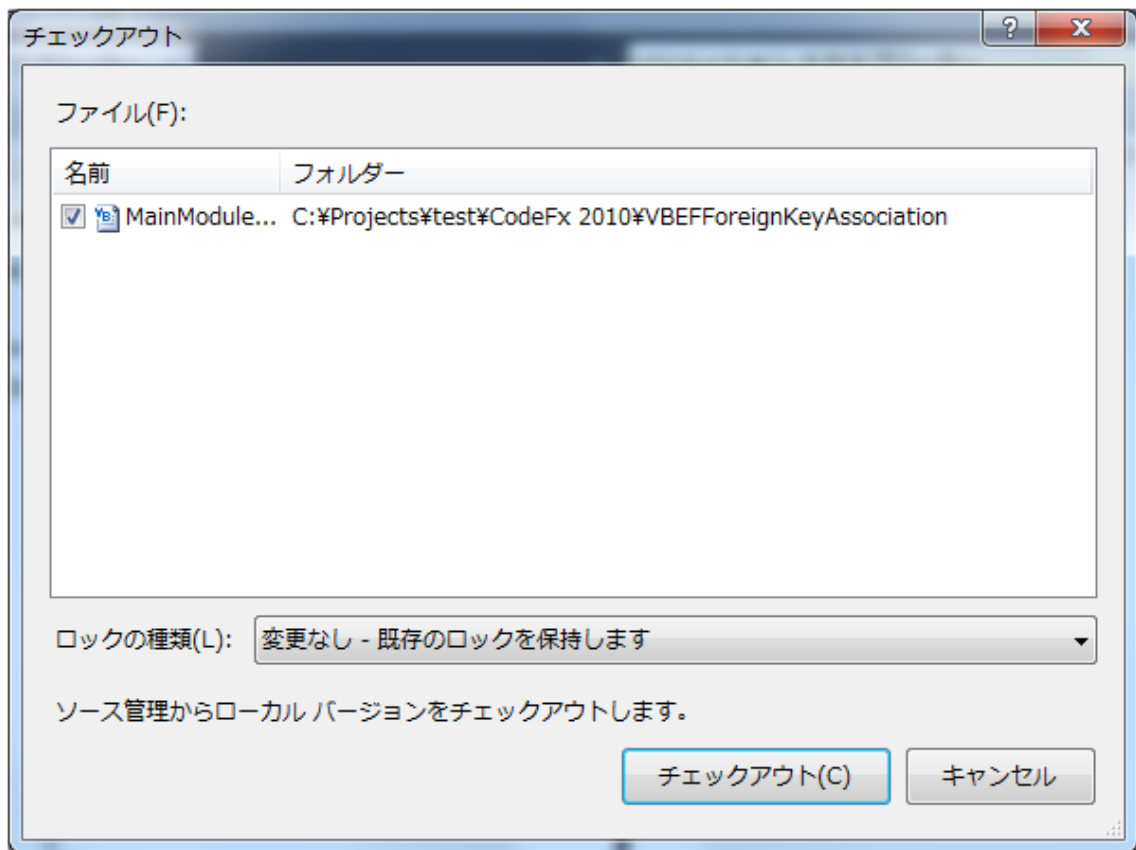 チェックアウト
ファイル(F):
名前 フォルダー
MainModule... C:¥Projects¥test¥CodeFx 2010¥VBEFForeignKeyAssociation
ロックの種類(L): 変更なし - 既存のロックを保持します
ソース管理からローカル バージョンをチェックアウトします。
チェックアウト(C) キャンセル